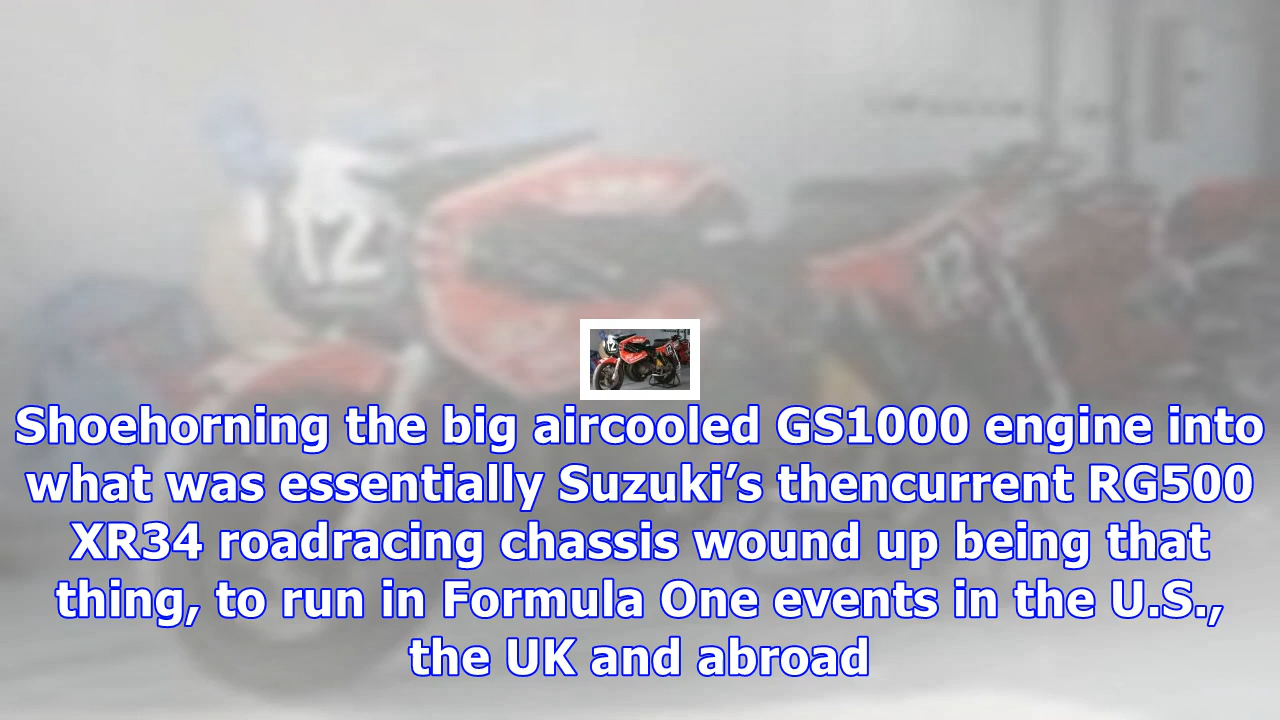 12
Shoehorning the big aircooled GS1000 engine into
what was essentially Suzuki’s thencurrent RG500
XR34 roadracing chassis wound up being that
thing, to run in Formula One events in the U.S.,
the UK and abroad